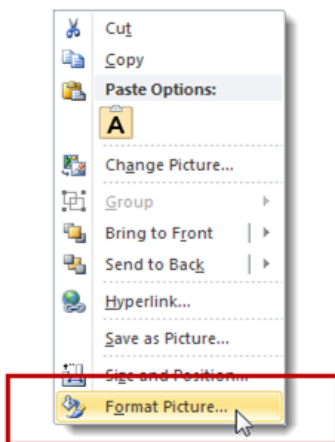 Cut
Copy
Paste Options:
A
Change Picture...
Group
Bring to Front
Send to Back
Hyperlink...
Save as Picture...
Size and Position...
Format Picture...